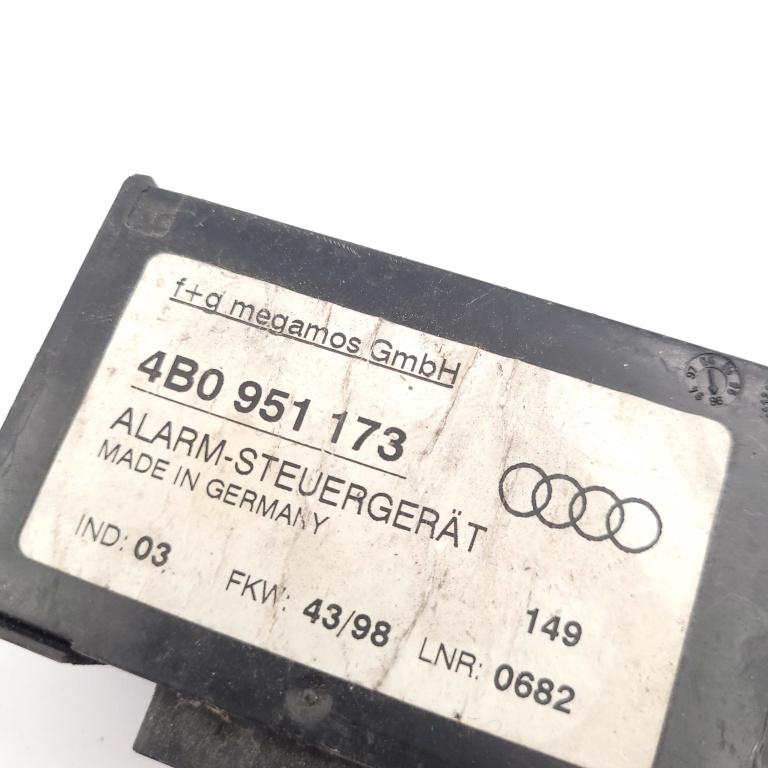 f+g megamos GmbH
4B0 951 173
ALARM-STEUERGERÄT
MADE IN GERMANY
IND: 03
FKW: 43/98
149
LNR: 0682